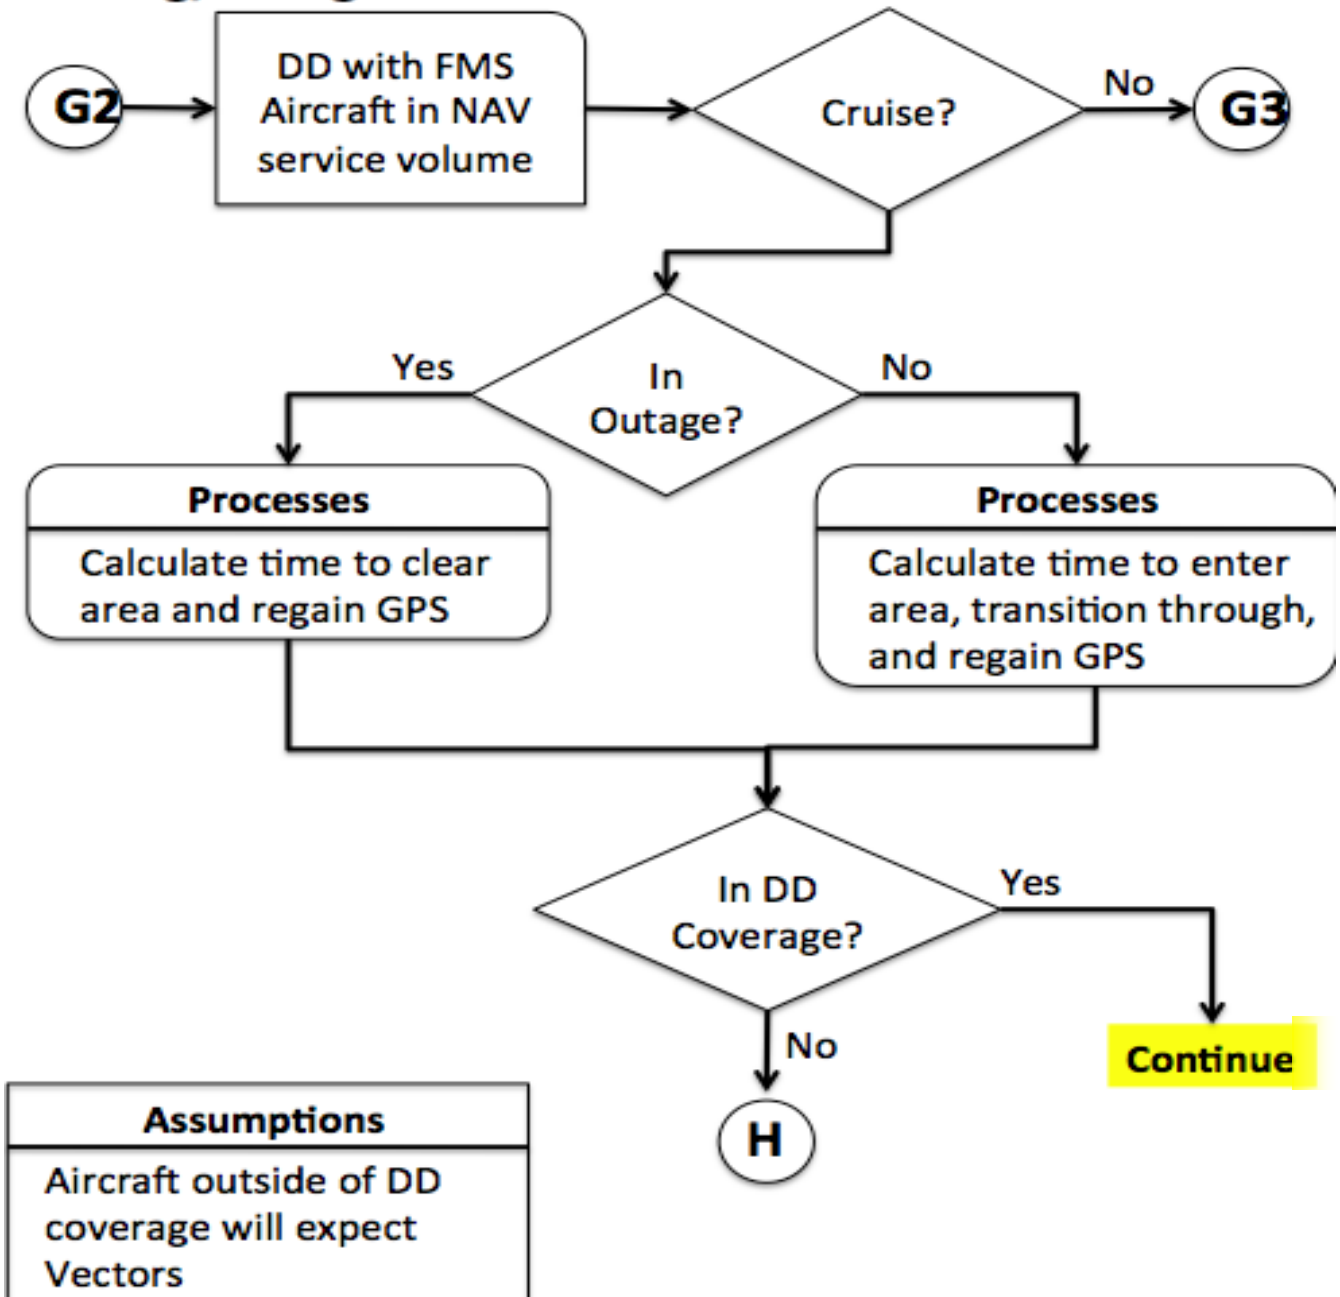 G2
DD with FMS
Aircraft in NAV
service volume
Cruise?
No
G3
In
Outage?
Yes
No
Processes
Calculate time to clear
area and regain GPS
Processes
Calculate time to enter
area, transition through,
and regain GPS
In DD
Coverage?
Yes
Continue
No
H
Assumptions
Aircraft outside of DD
coverage will expect
Vectors